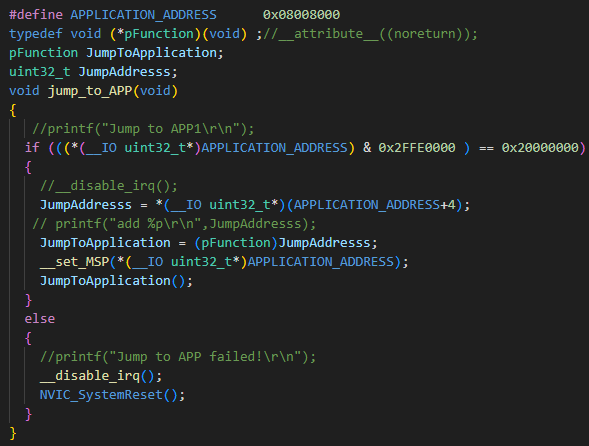 #define APPLICATION_ADDRESS      0x08008000
typedef void (*pFunction)(void) ;//__attribute__((noreturn));
pFunction JumpToApplication;
uint32_t JumpAddresss;
void jump_to_APP(void)
{
   //printf("Jump to APP1\r\n");
  if (((*(__IO uint32_t*)APPLICATION_ADDRESS) & 0x2FFE0000 ) == 0x20000000)
  {
    //__disable_irq();
    JumpAddresss = *(__IO uint32_t*)(APPLICATION_ADDRESS+4);
   // printf("add %p\r\n",JumpAddresss);
    JumpToApplication = (pFunction)JumpAddresss;
    __set_MSP(*(__IO uint32_t*)APPLICATION_ADDRESS);
    JumpToApplication();
  }
  else
  {
    //printf("Jump to APP failed!\r\n");
    __disable_irq();
    NVIC_SystemReset();
  }
}